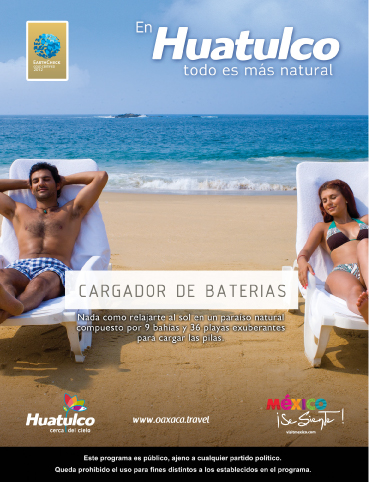 EARTHCHECK
En
Huatulco
todo es más natural
CARGADOR DE BATERIAS
Nada como relajarte al sol en un paraíso natural
compuesto por 9 bahías y 36 playas exuberantes
para cargar las pilas.
Huatulco
cerca del cielo
www.oaxaca.travel
MÉXICO
¡Se Siente!
visitmexico.com
Este programa es público, ajeno a cualquier partido político.
Queda prohibido el uso para fines distintos a los establecidos en el programa.